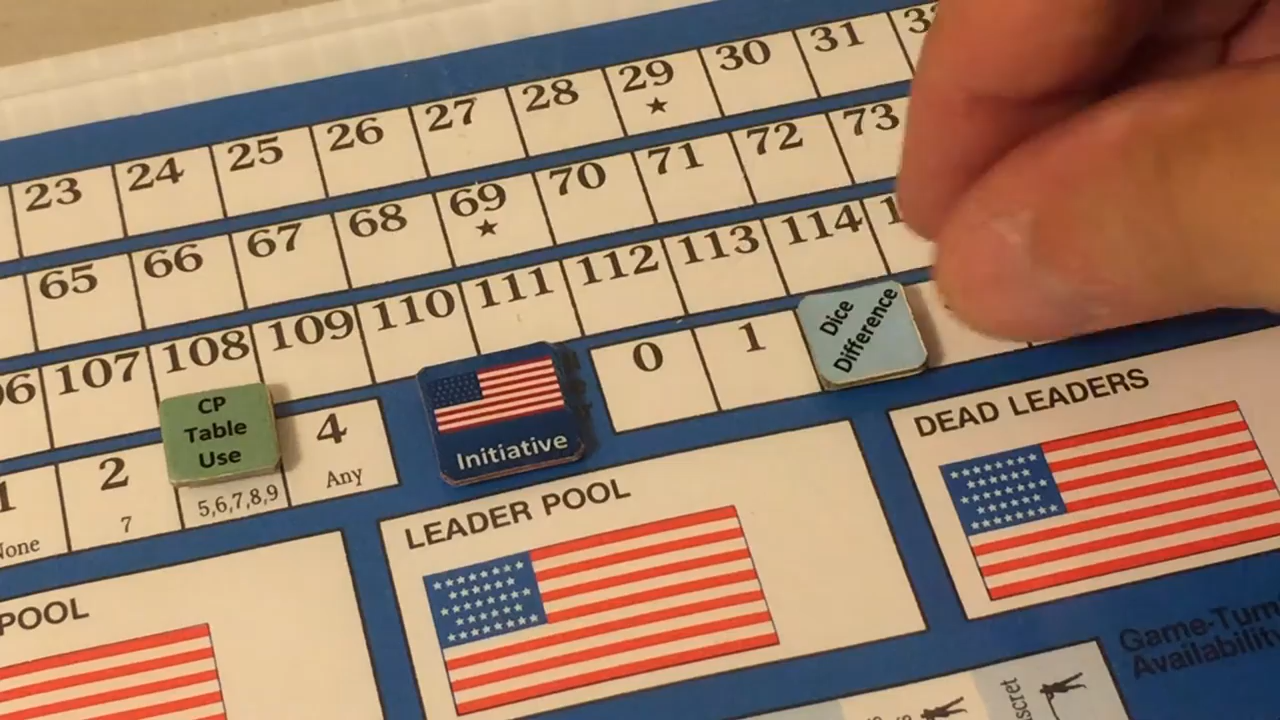 23 24 25 26 27 28 29 30 31
65 66 67 68 69 70 71 72 73
107 108 109 110 111 112 113 114
0 1
Dice
Difference
CP
Table
Use
Initiative
2 4
7 5,6,7,8,9 Any
LEADER POOL
DEAD LEADERS
POOL
Game-Turn